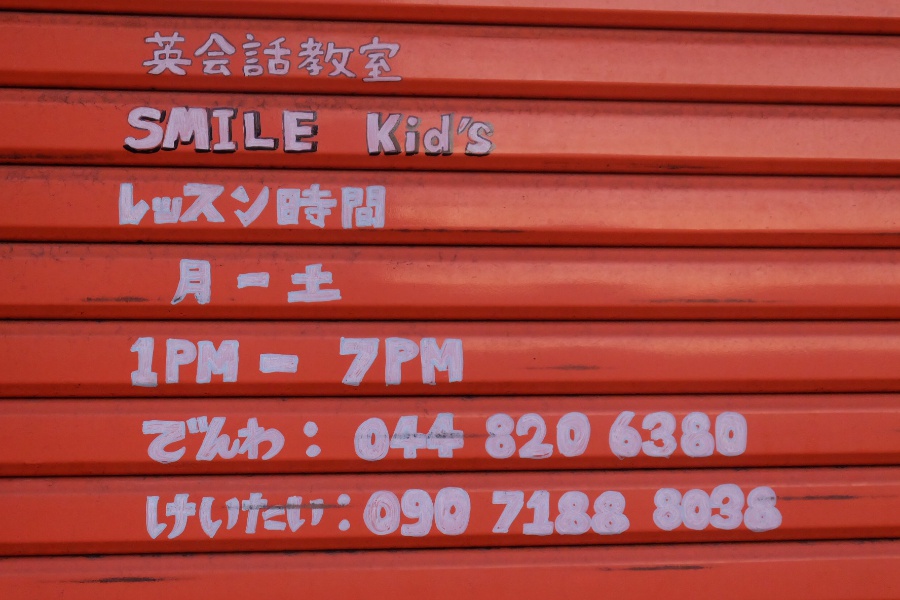 英会話教室
SMILE Kid's
レッスン時間
月ー土
1PM － 7PM
でんわ： 044 820 6380
けいたい：090 7188 8038